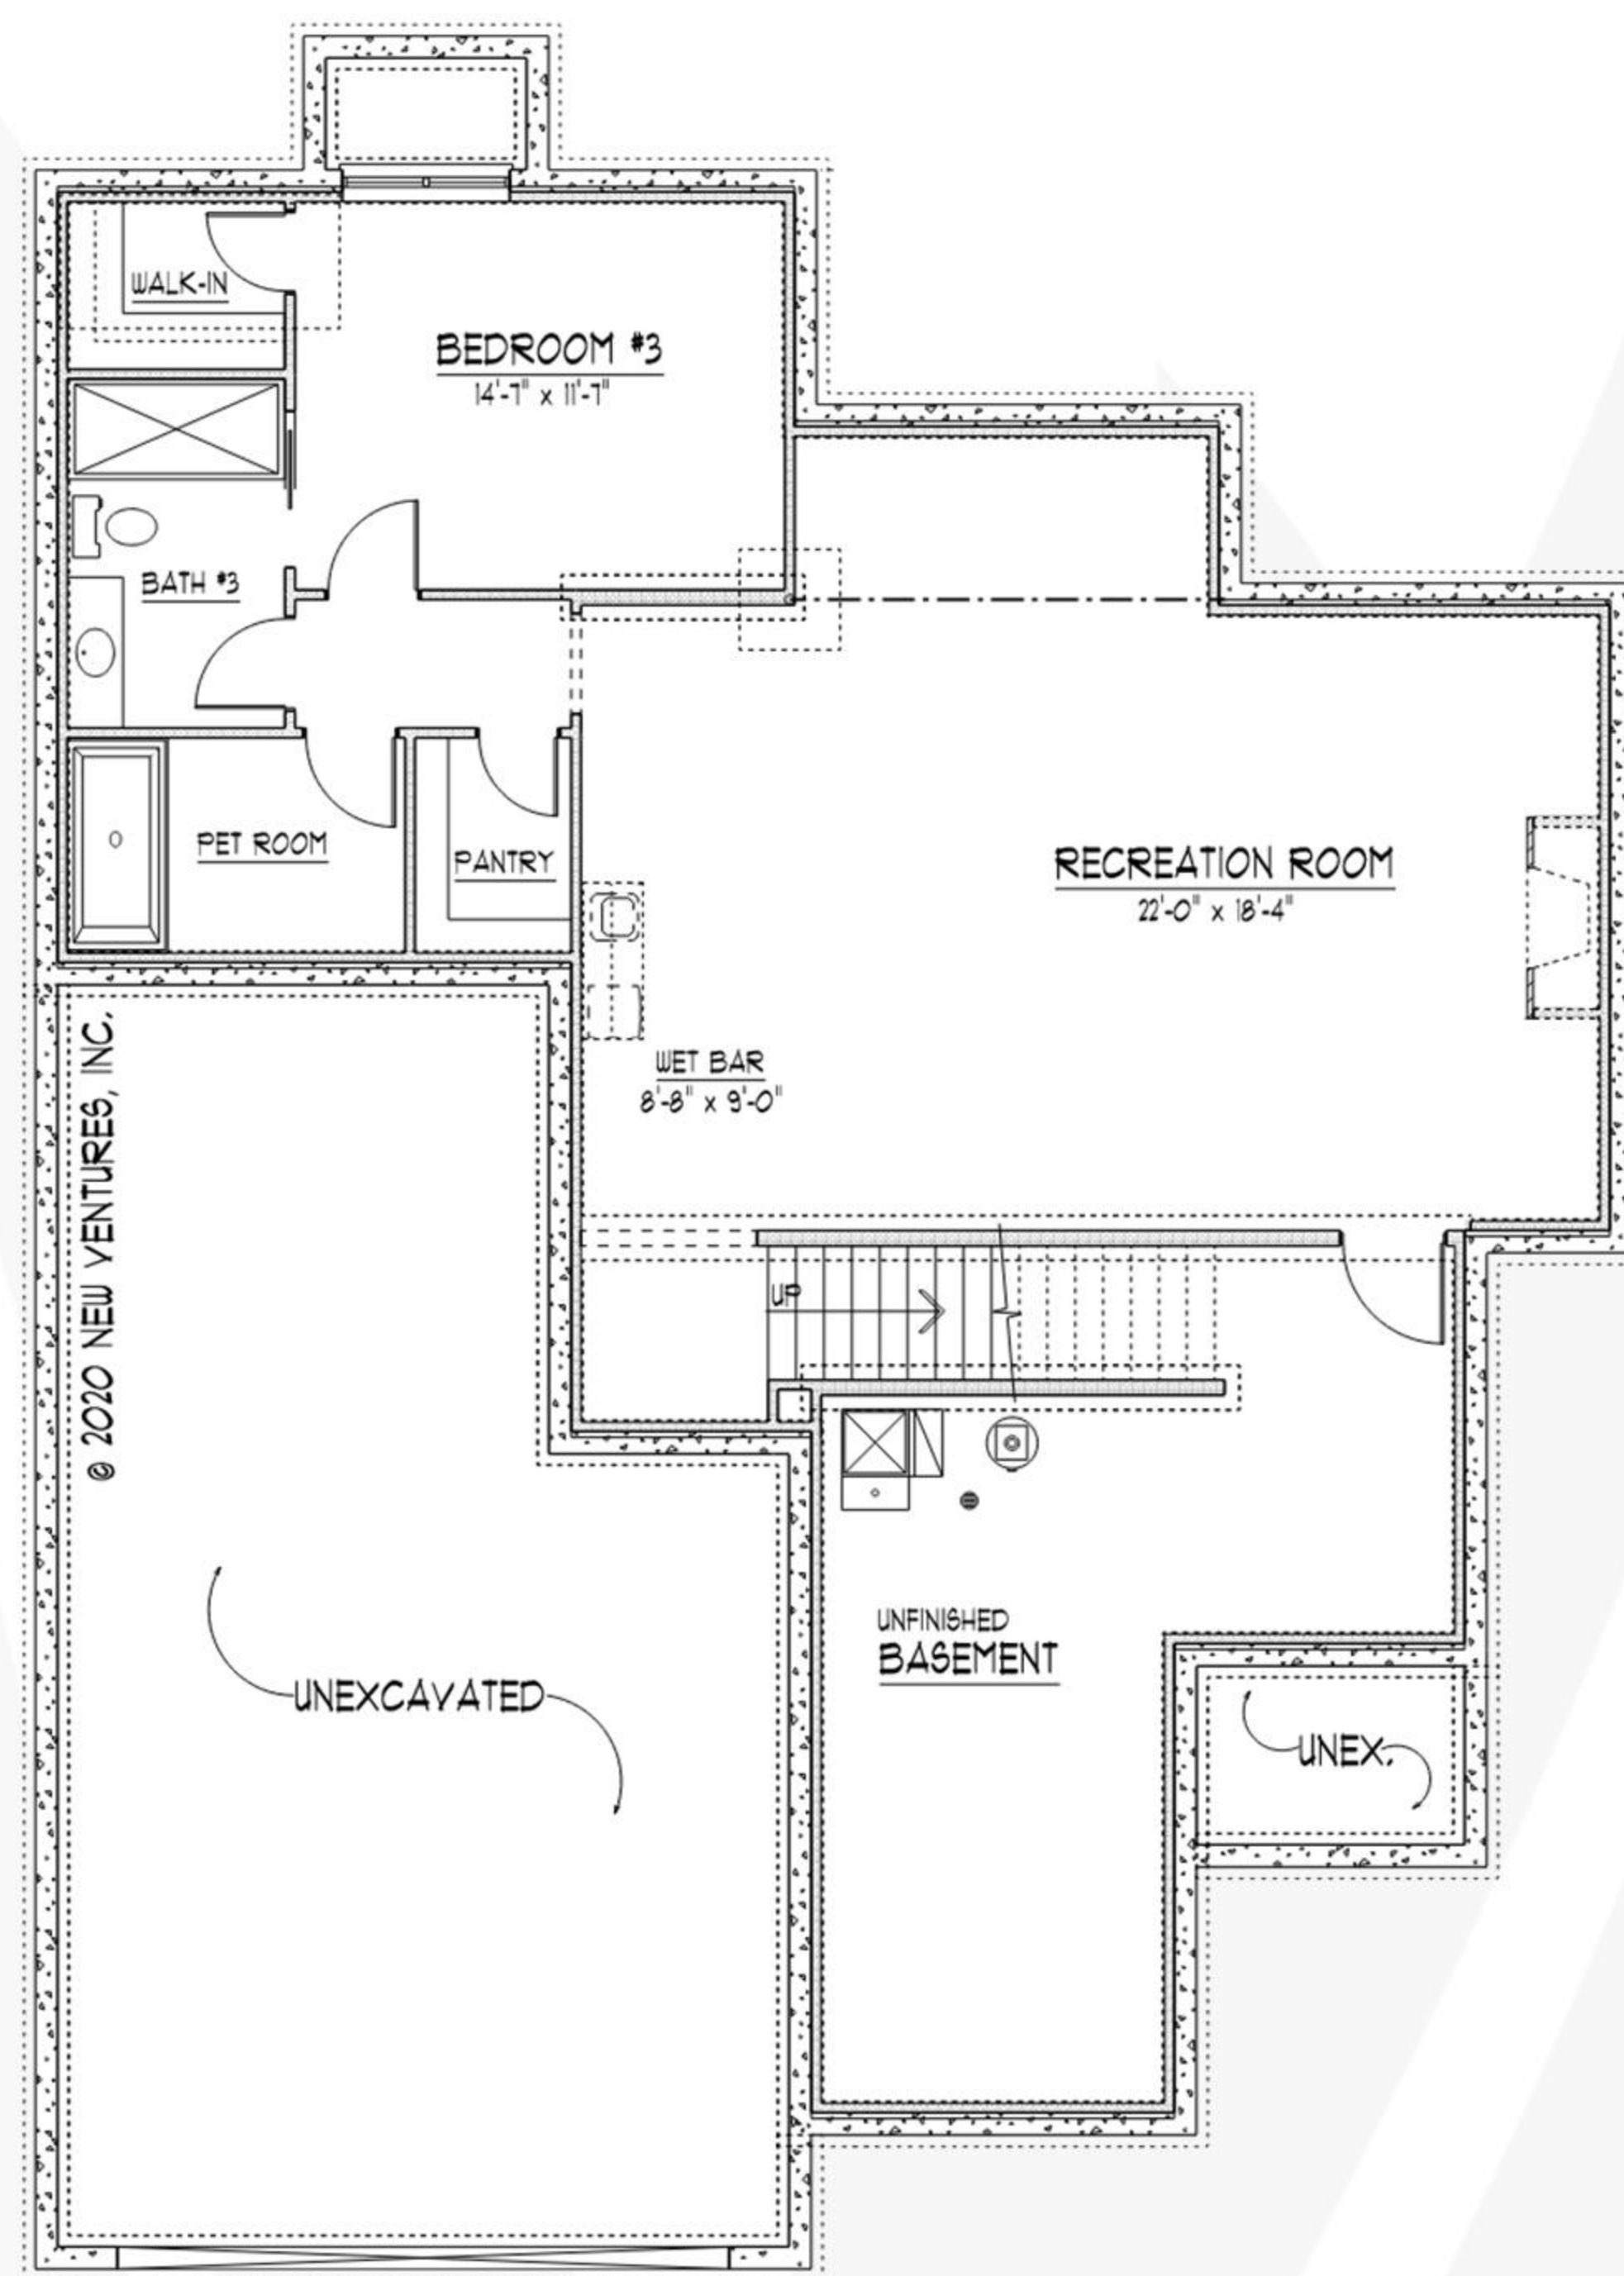 WALK-IN
BEDROOM #3
14'-7" x 11'-7"
BATH #3
PET ROOM
PANTRY
RECREATION ROOM
22'-0" x 18'-4"
WET BAR
8'-8" x 9'-0"
© 2020 NEW VENTURES, INC.
UP
UNFINISHED
BASEMENT
UNEXCAVATED
UNEX.